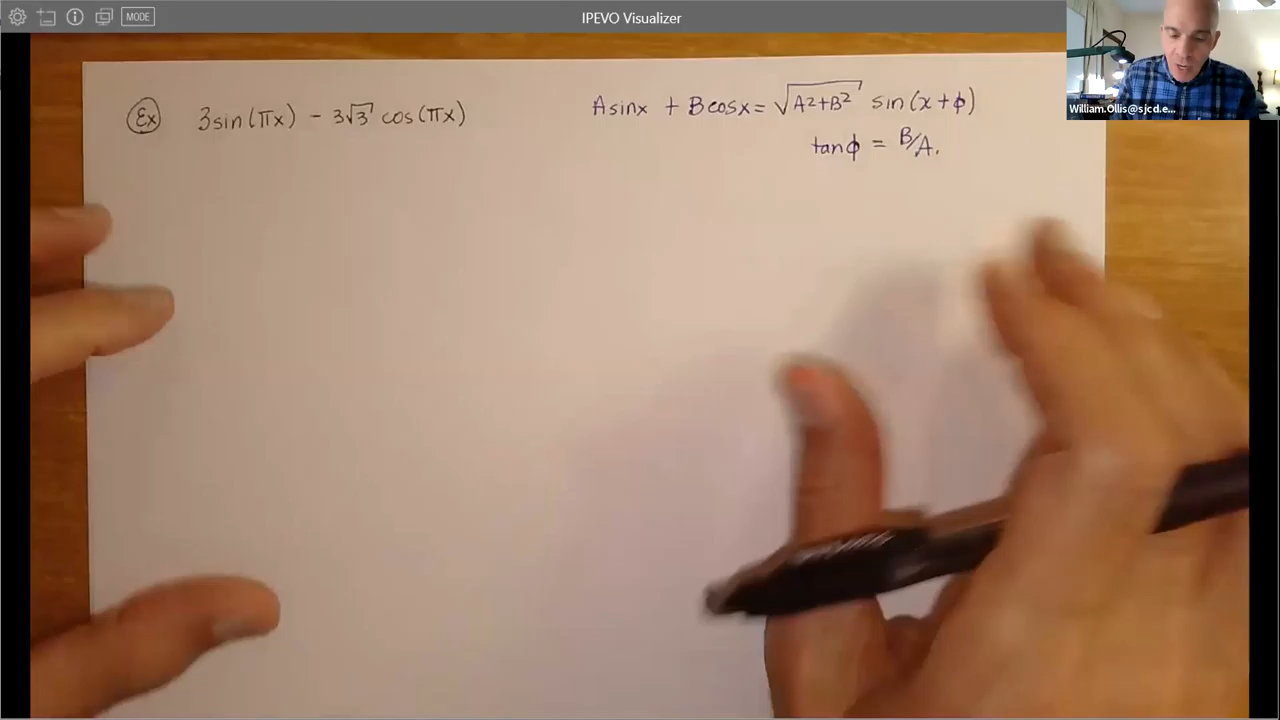 MODE
IPEVO Visualizer
William.Ollis@sjcd.e...
Ex 3sin(πx) - 3√3 cos(πx)
Asinx + Bcosx = √A²+B² sin(x+ϕ)
tanϕ = B/A.